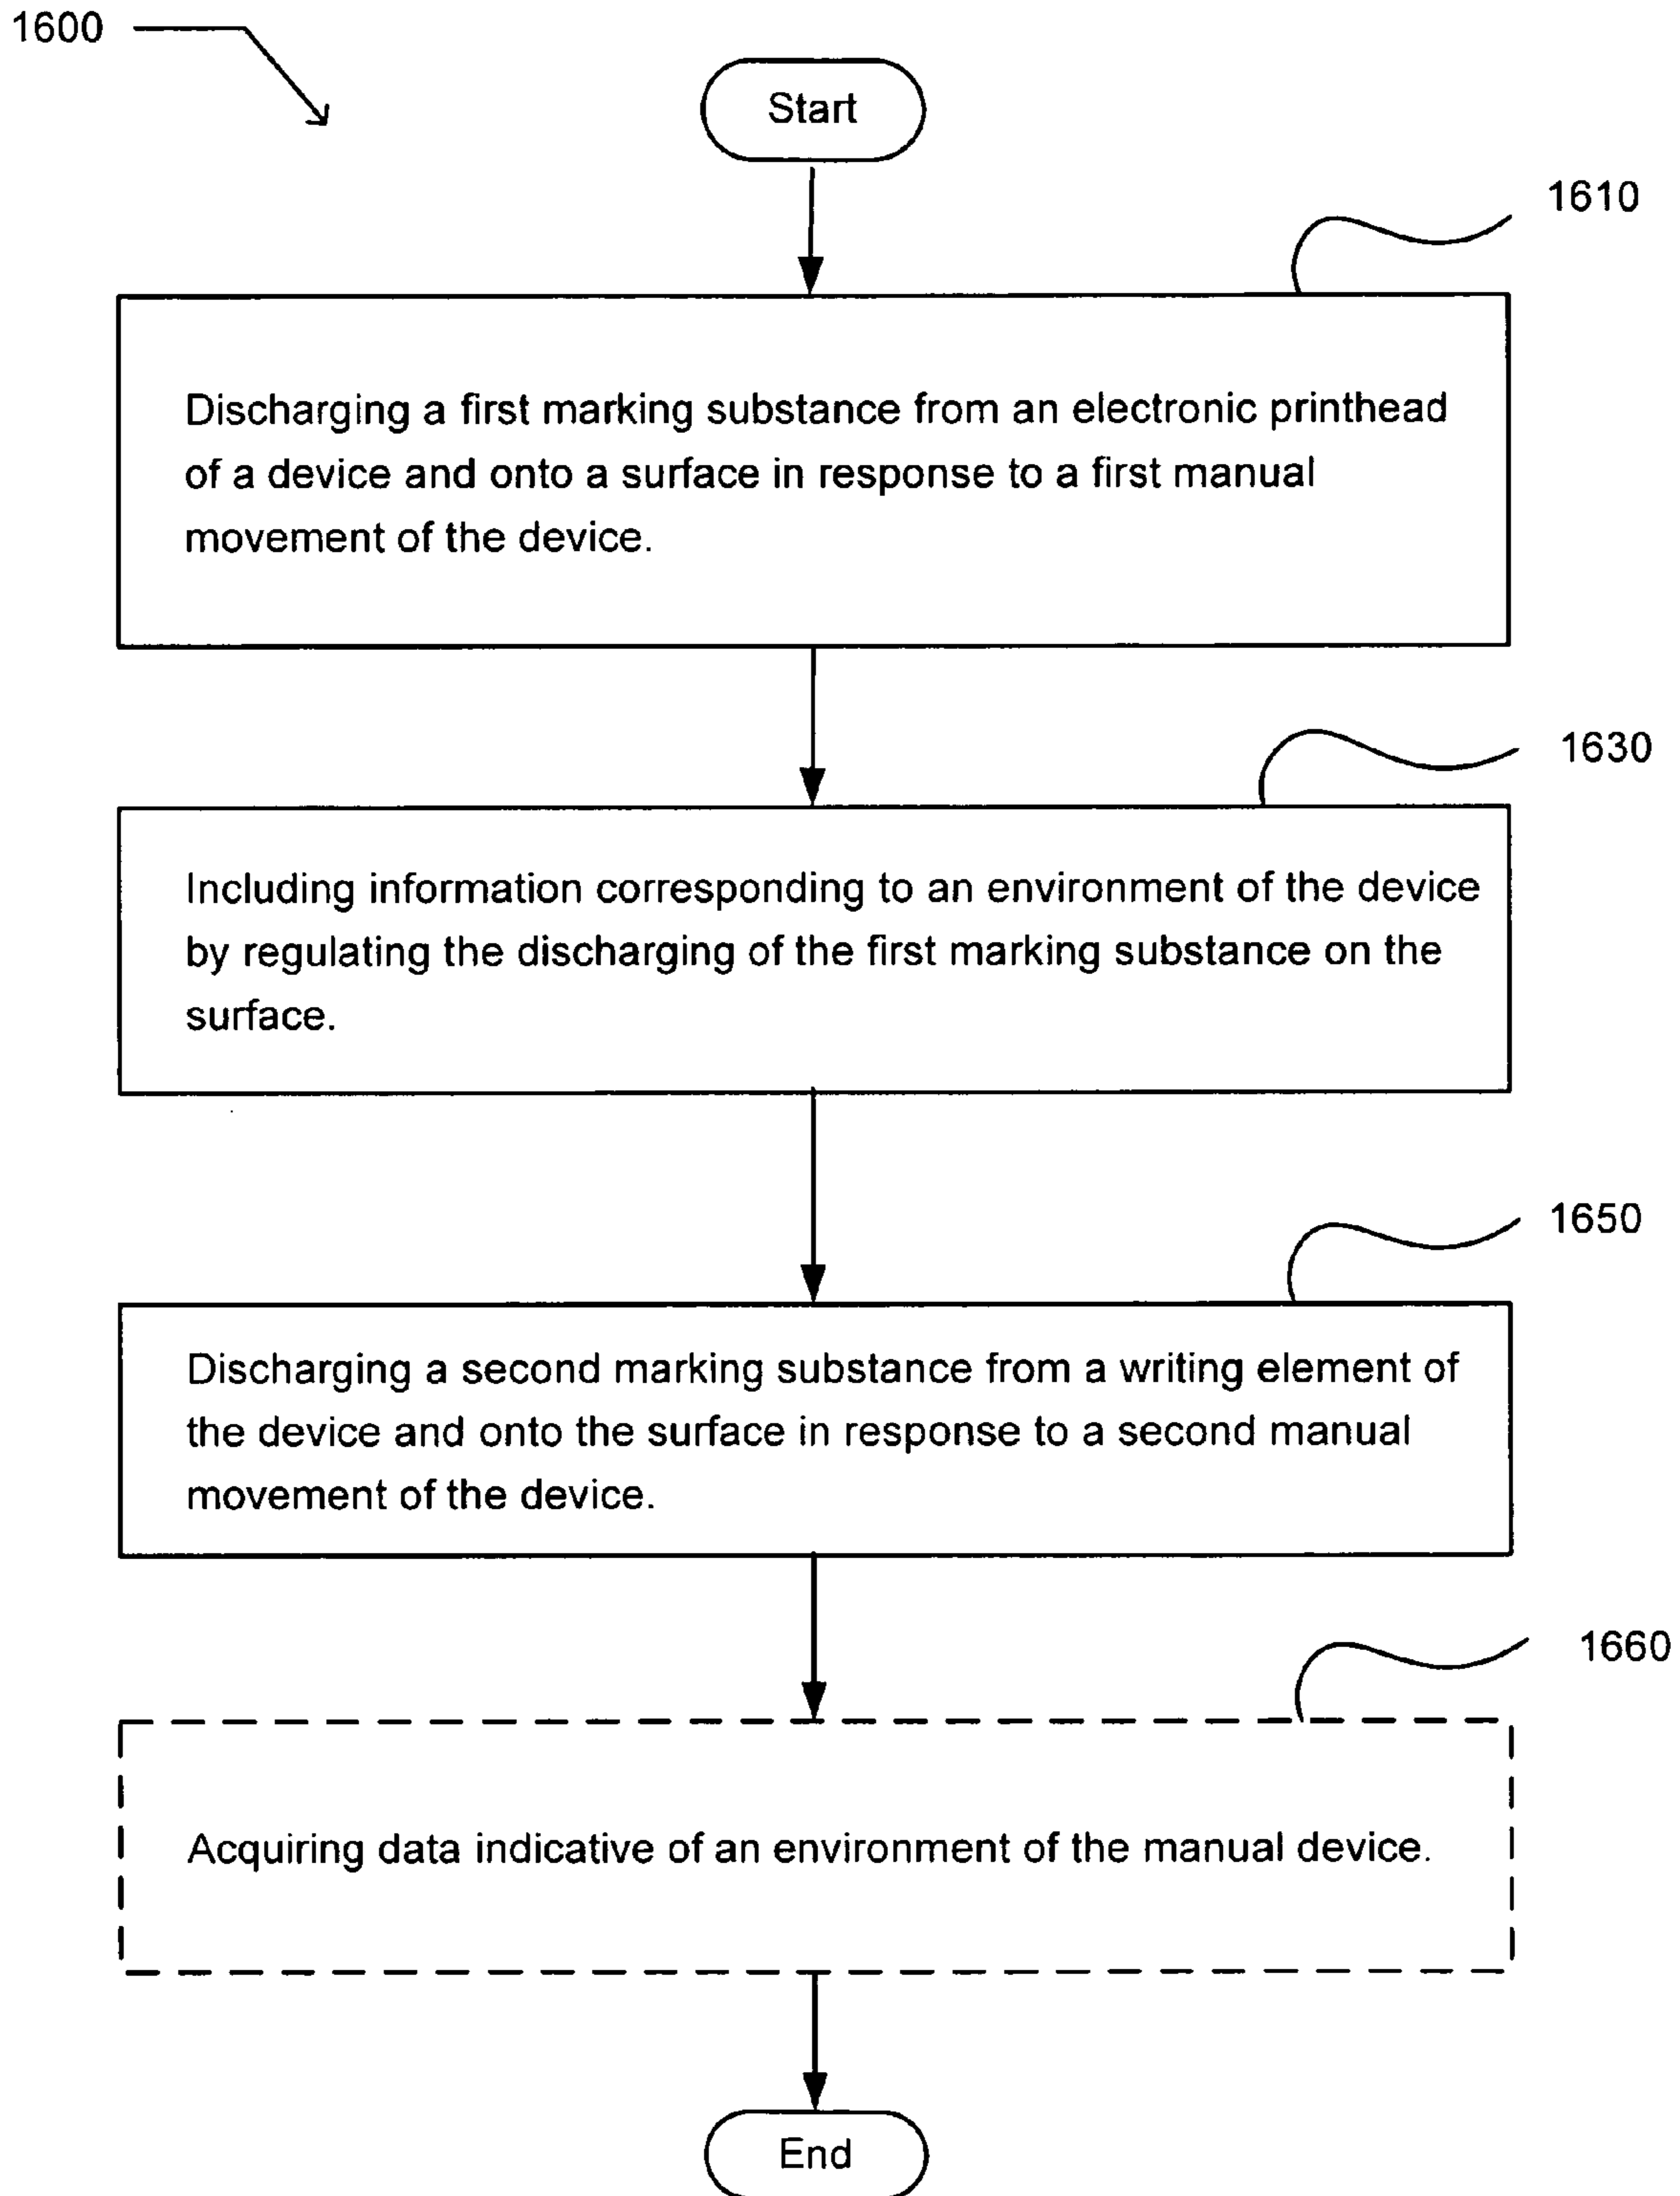 1600
Start
1610
Discharging a first marking substance from an electronic printhead
of a device and onto a surface in response to a first manual
movement of the device.
1630
Including information corresponding to an environment of the device
by regulating the discharging of the first marking substance on the
surface.
1650
Discharging a second marking substance from a writing element of
the device and onto the surface in response to a second manual
movement of the device.
1660
Acquiring data indicative of an environment of the manual device.
End